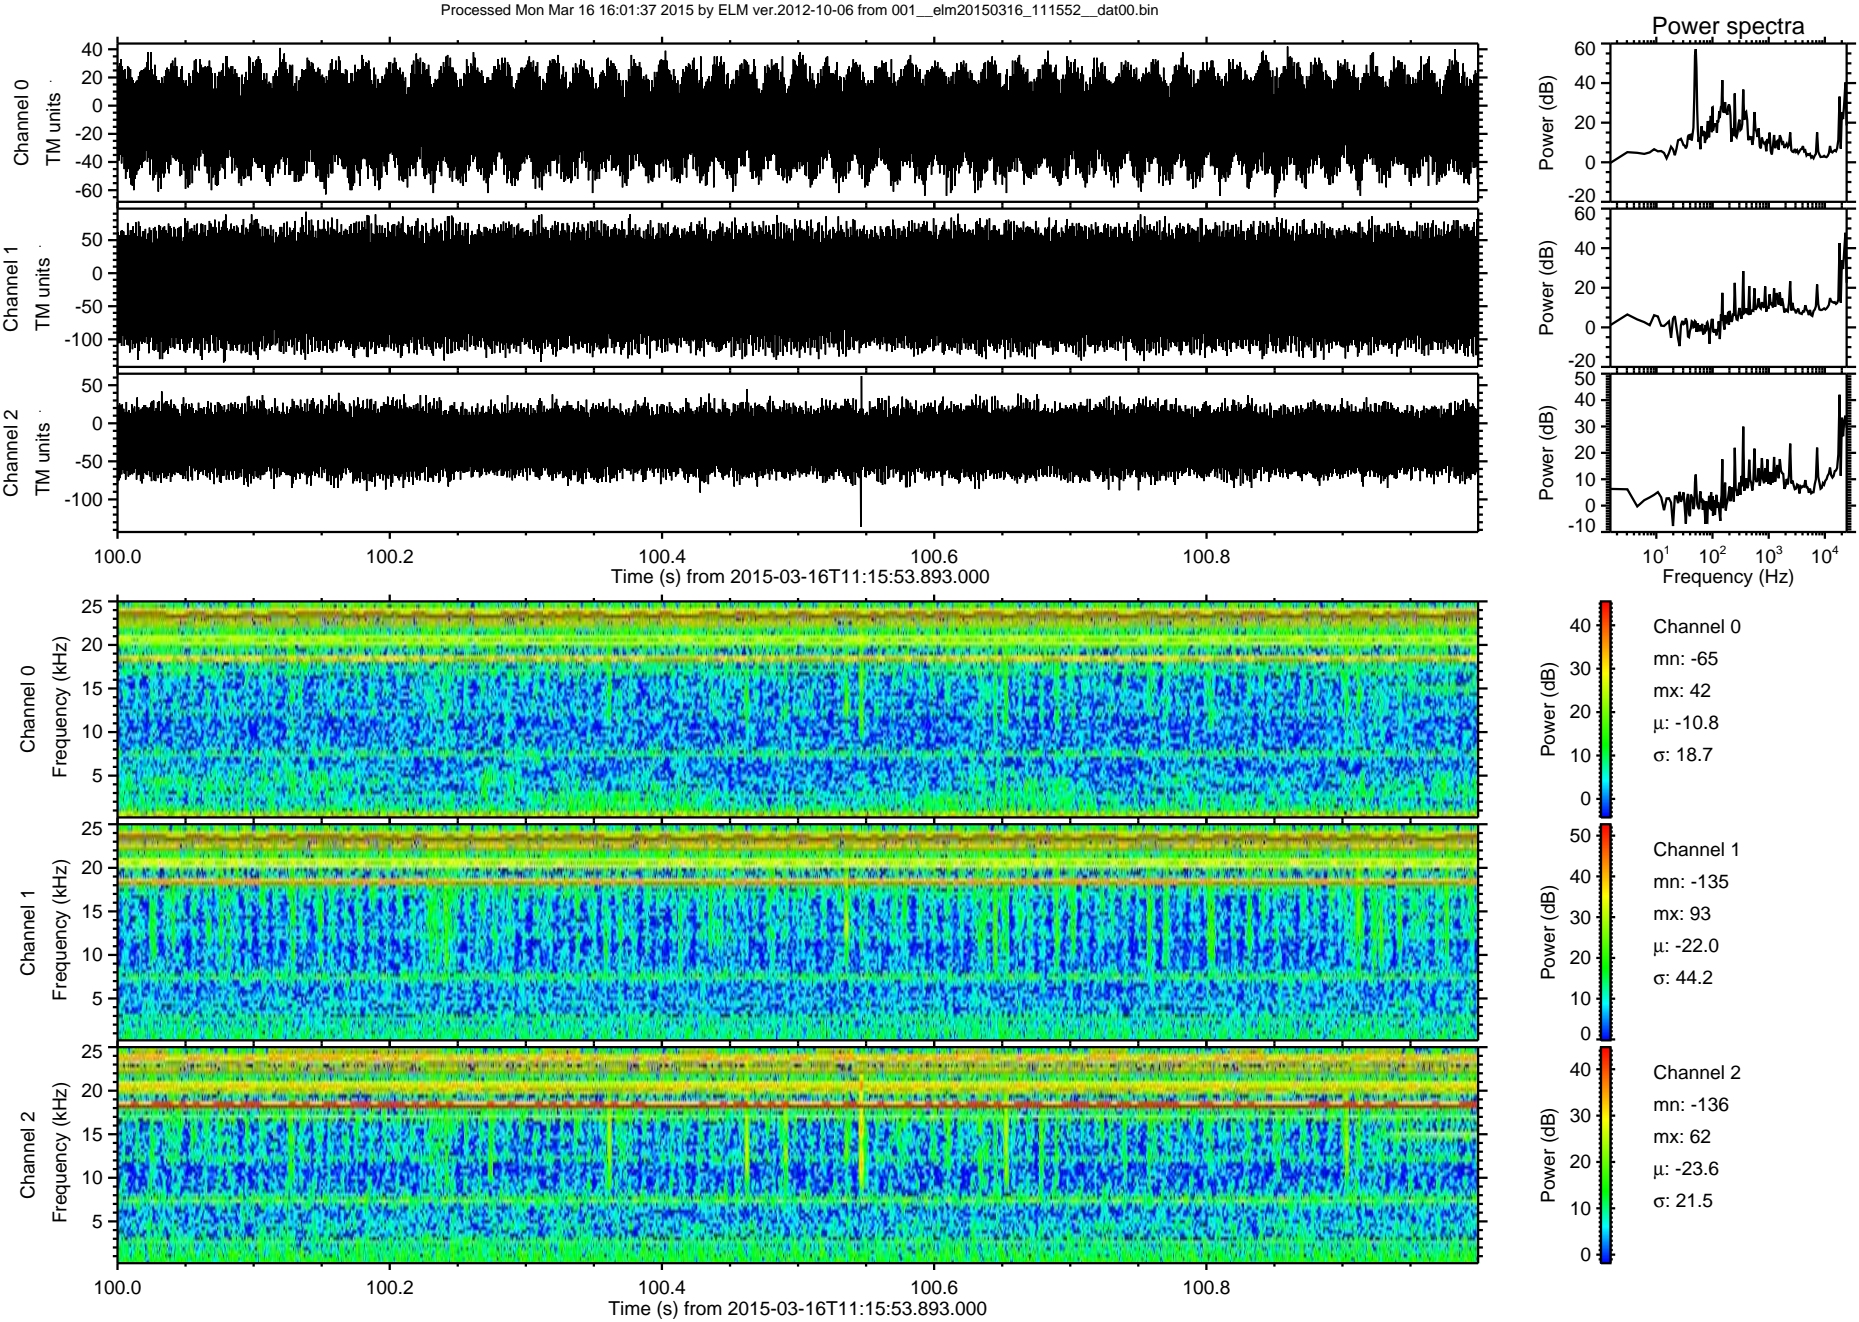 Processed Mon Mar 16 16:01:37 2015 by ELM ver.2012-10-06 from 001__elm20150316_111552__dat00.bin
Power spectra
Channel 0
TM units
40
20
0
-20
-40
-60
Power (dB)
60
40
20
0
-20
Channel 1
TM units
50
0
-50
-100
Power (dB)
60
40
20
0
-20
Channel 2
TM units
50
0
-50
-100
Power (dB)
50
40
30
20
10
0
-10
100.0 100.2 100.4 100.6 100.8
Time (s) from 2015-03-16T11:15:53.893.000
10^1 10^2 10^3 10^4
Frequency (Hz)
Channel 0
Frequency (kHz)
25
20
15
10
5
Power (dB)
40
30
20
10
0
Channel 0
mn: -65
mx: 42
µ: -10.8
σ: 18.7
Channel 1
Frequency (kHz)
25
20
15
10
5
Power (dB)
50
40
30
20
10
0
Channel 1
mn: -135
mx: 93
µ: -22.0
σ: 44.2
Channel 2
Frequency (kHz)
25
20
15
10
5
Power (dB)
40
30
20
10
0
Channel 2
mn: -136
mx: 62
µ: -23.6
σ: 21.5
100.0 100.2 100.4 100.6 100.8
Time (s) from 2015-03-16T11:15:53.893.000